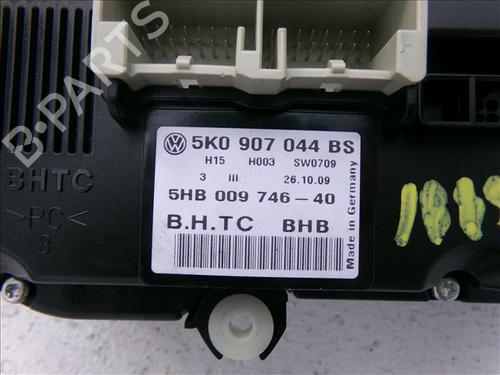 B-Parts
5K0 907 044 BS
H15 H003 SW0709
3 III 26.10.09
5HB 009 746-40
B.H.TC BHB
Made in Germany
BHTC
>PC<
3